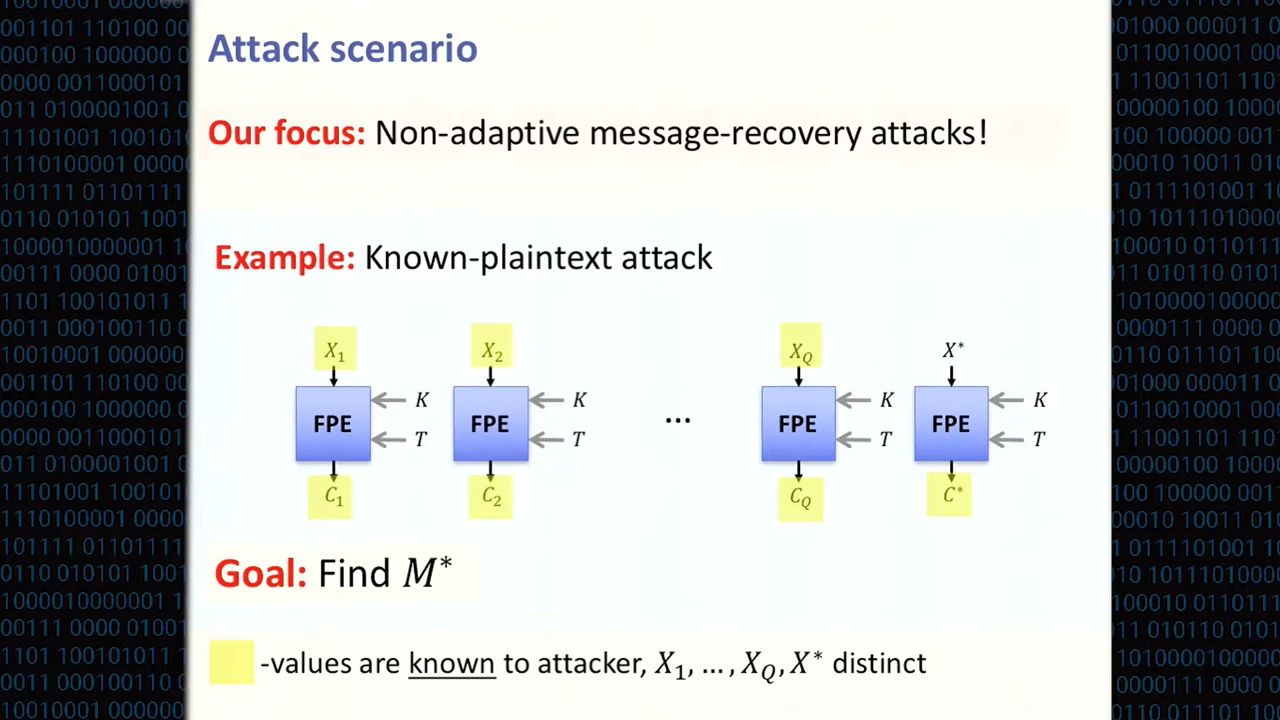 Attack scenario
Our focus: Non-adaptive message-recovery attacks!
Example: Known-plaintext attack
X₁ X₂ X_Q X*
FPE K FPE K ... FPE K FPE K
T T T T
C₁ C₂ C_Q C*
Goal: Find M*
-values are known to attacker, X₁, ..., X_Q, X* distinct